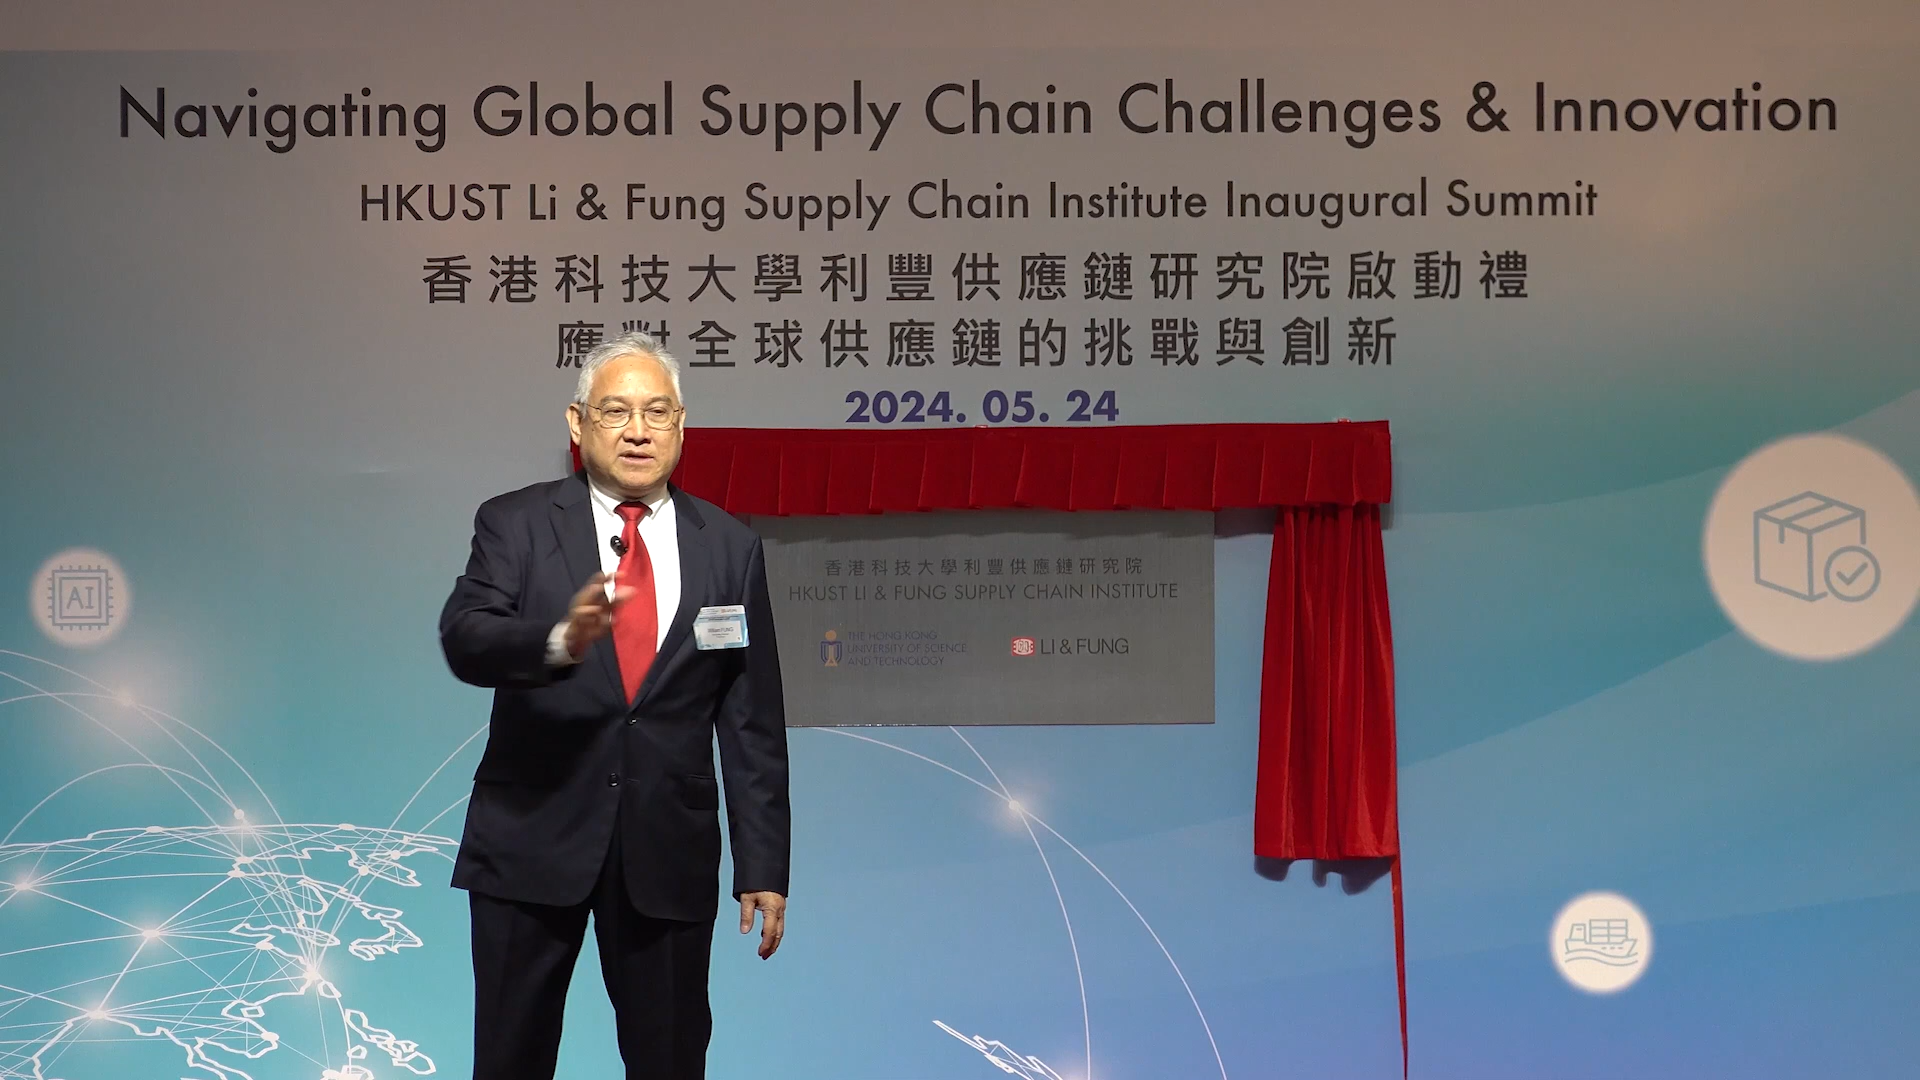 Navigating Global Supply Chain Challenges & Innovation
HKUST Li & Fung Supply Chain Institute Inaugural Summit
香港科技大學利豐供應鏈研究院啟動禮
應對全球供應鏈的挑戰與創新
2024. 05. 24
香港科技大學利豐供應鏈研究院
HKUST LI & FUNG SUPPLY CHAIN INSTITUTE
THE HONG KONG
UNIVERSITY OF SCIENCE
AND TECHNOLOGY
LI & FUNG
AI